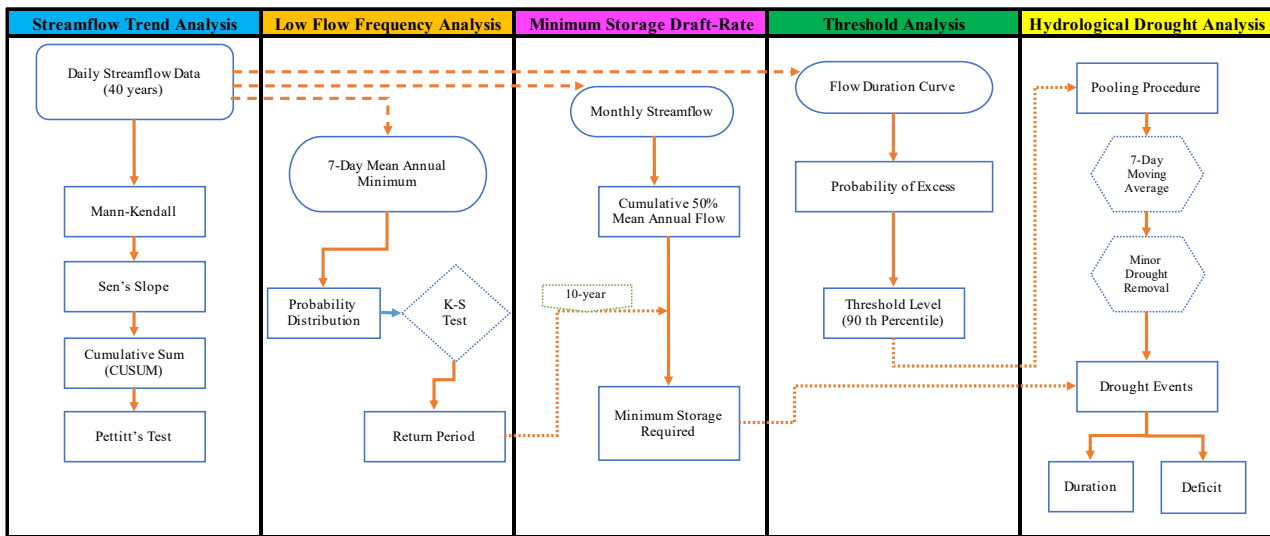 Streamflow Trend Analysis
Daily Streamflow Data
(40 years)
Mann-Kendall
Sen’s Slope
Cumulative Sum
(CUSUM)
Pettitt’s Test
Low Flow Frequency Analysis
7-Day Mean Annual
Minimum
Probability
Distribution
K-S
Test
Return Period
Minimum Storage Draft-Rate
Monthly Streamflow
Cumulative 50%
Mean Annual Flow
10-year
Minimum Storage
Required
Threshold Analysis
Flow Duration Curve
Probability of Excess
Threshold Level
(90 th Percentile)
Hydrological Drought Analysis
Pooling Procedure
7-Day
Moving
Average
Minor
Drought
Removal
Drought Events
Duration
Deficit